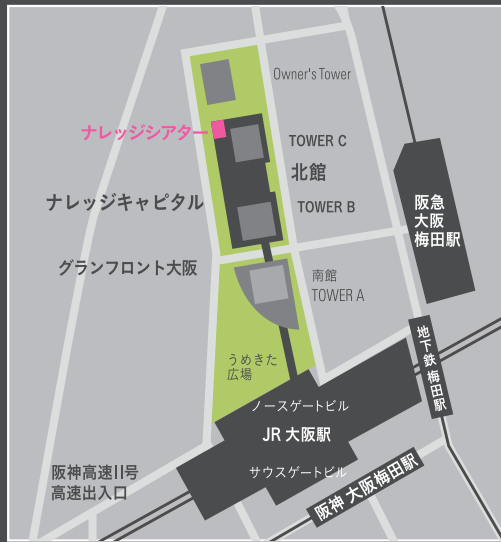 Owner's Tower
ナレッジシアター
TOWER C
北館
ナレッジキャピタル
TOWER B
阪急
大阪
梅田駅
グランフロント大阪
南館
TOWER A
うめきた
広場
地下鉄 梅田駅
ノースゲートビル
JR 大阪駅
サウスゲートビル
阪神高速11号
高速出入口
阪神 大阪梅田駅